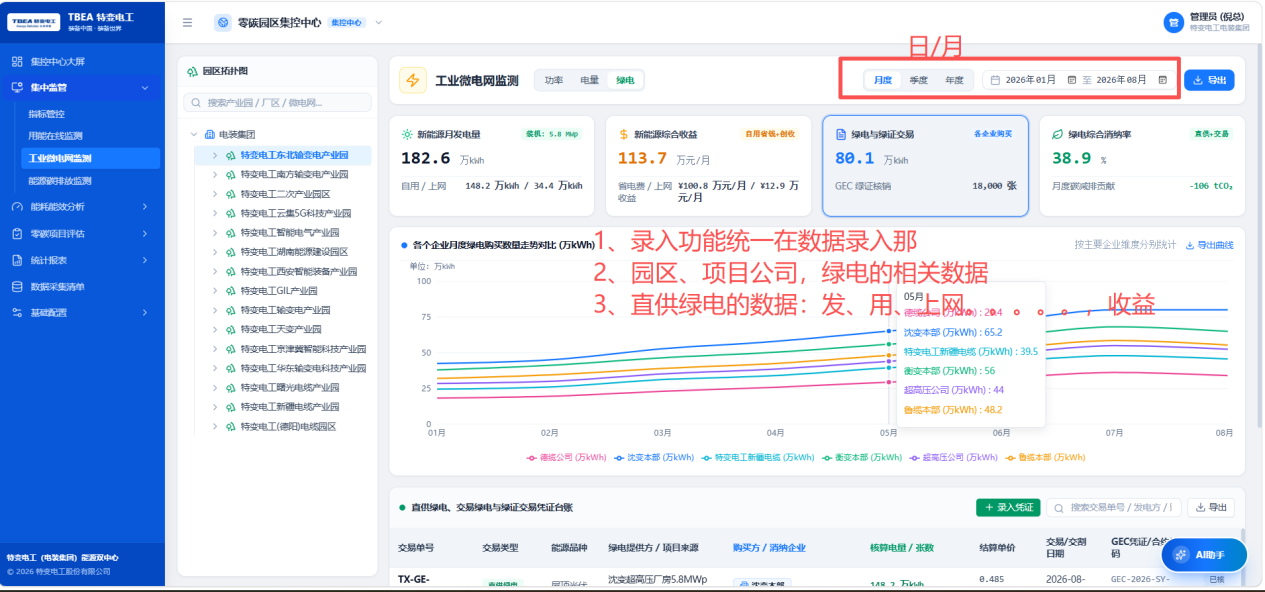 TBEA 特变电工
TBEA 特变电工
装备中国·装备世界
零碳园区集控中心 集控中心
管 管理员 (倪总)
特变电工电装集团
集控中心大屏
集中监管
指标管控
用能在线监测
工业微电网监测
能源碳排放监测
能耗能效分析
零碳项目评估
统计报表
数据采集清单
基础配置
特变电工（电装集团）能源双中心
© 2026 特变电工股份有限公司
园区拓扑图
搜索产业园 / 厂区 / 微电网...
电装集团
特变电工东北输变电产业园
特变电工南方输变电产业园
特变电工二次产业园区
特变电工云集5G科技产业园
特变电工智能电气产业园
特变电工湖南能源建设园区
特变电工西安智能装备产业园
特变电工GIL产业园
特变电工输变电产业园
特变电工天变产业园
特变电工京津冀智能科技产业园
特变电工华东输变电科技产业园
特变电工曙光电缆产业园
特变电工新疆电缆产业园
特变电工(德阳)电缆园区
日/月
工业微电网监测 功率 电量 绿电
月度 季度 年度 2026年01月 至 2026年08月 导出
新能源月发电量 装机: 5.8 MWp
182.6 万kWh
自用 / 上网 148.2 万kWh / 34.4 万kWh
新能源综合收益 自用省钱+创收
113.7 万元/月
省电费 / 上网收益 ¥100.8 万元/月 / ¥12.9 万元/月
绿电与绿证交易 各企业购买
80.1 万kWh
GEC 绿证核销 18,000 张
绿电综合消纳率 直供+交易
38.9 %
月度碳减排贡献 -106 tCO₂
各个企业月度绿电购买数量走势对比 (万kWh) 按主要企业维度分别统计 导出曲线
1、录入功能统一在数据录入那
2、园区、项目公司，绿电的相关数据
3、直供绿电的数据：发、用、上网。。。。，收益
单位: 万kWh
100
75
50
25
0
01月 02月 03月 04月 05月 06月 07月 08月
05月
沈变本部 (万kWh) : 65.2
特变电工新疆电缆 (万kWh) : 39.5
衡变本部 (万kWh) : 56
超高压公司 (万kWh) : 44
鲁缆本部 (万kWh) : 48.2
德缆公司 (万kWh) 沈变本部 (万kWh) 特变电工新疆电缆 (万kWh) 衡变本部 (万kWh) 超高压公司 (万kWh) 鲁缆本部 (万kWh)
直供绿电、交易绿电与绿证交易凭证台账 + 录入凭证 搜索交易单号 / 发电方 / 导出
交易单号 交易类型 能源品种 绿电提供方 / 项目来源 购买方 / 消纳企业 核算电量 / 张数 结算单价 交易/交割日期 GEC凭证/合约
码
AI助手
TX-GE- 直供绿电 屋顶光伏 沈变超高压厂房5.8MWp 沈变本部 148.2 万kWh 0.485 2026-08- GEC-2026-SY- 已核